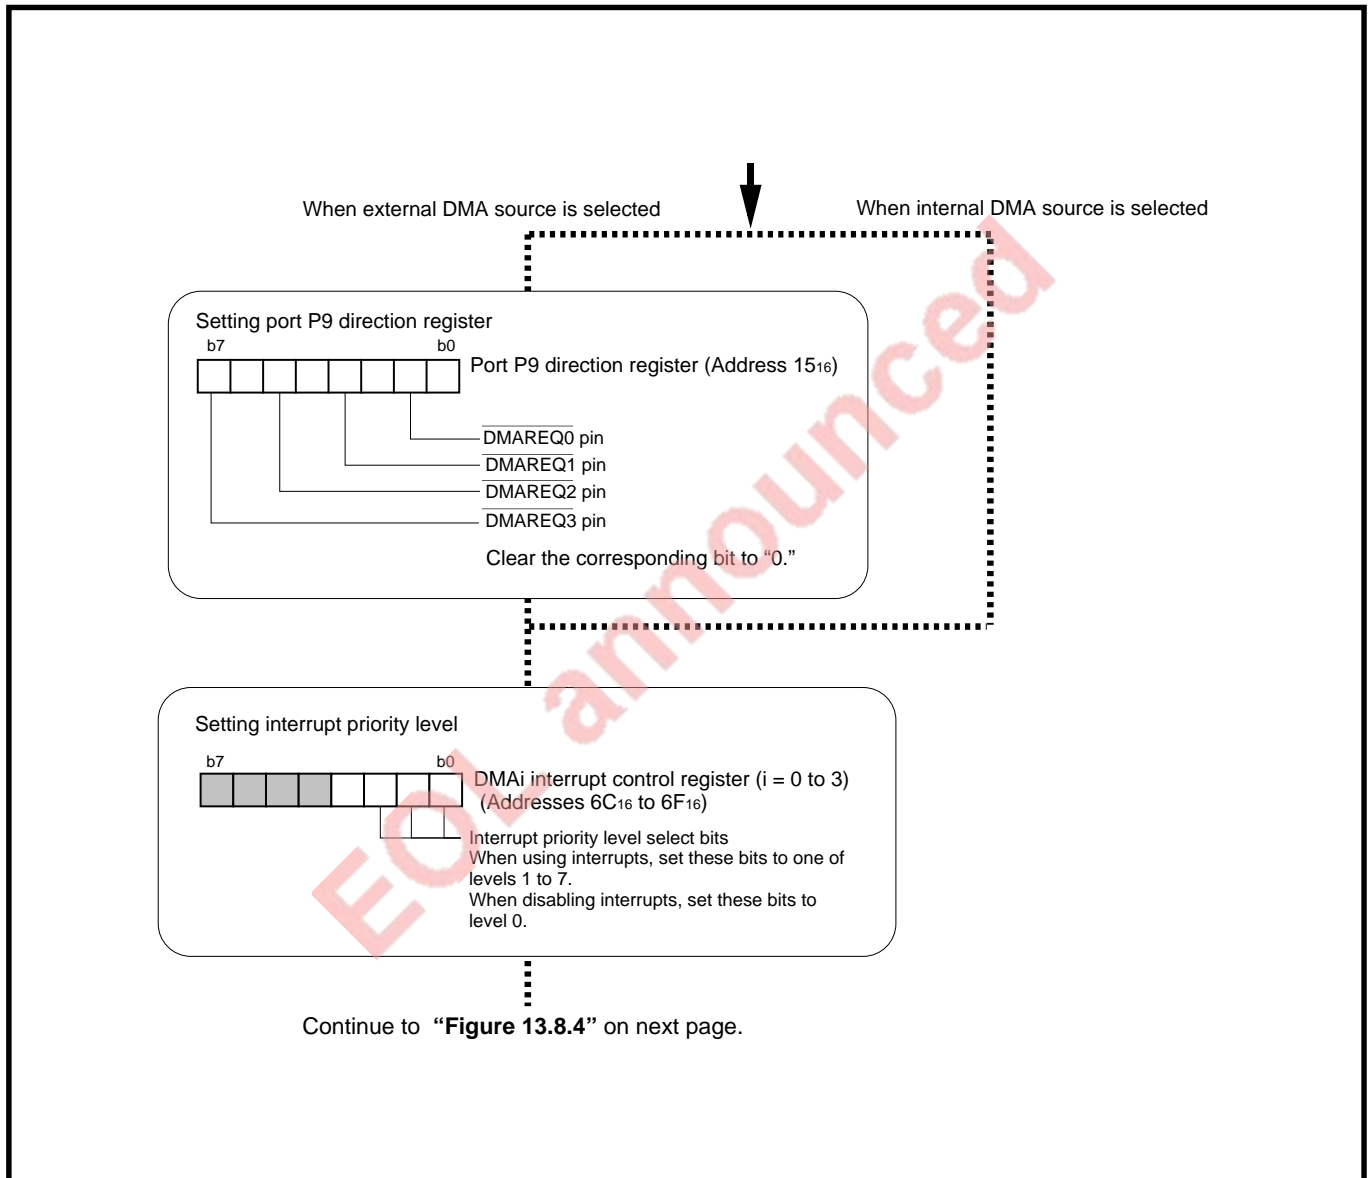 When external DMA source is selected
When internal DMA source is selected
Setting port P9 direction register
b7 b0
Port P9 direction register (Address 15₁₆)
DMAREQ0 pin
DMAREQ1 pin
DMAREQ2 pin
DMAREQ3 pin
Clear the corresponding bit to “0.”
Setting interrupt priority level
b7 b0
DMAi interrupt control register (i = 0 to 3)
(Addresses 6C₁₆ to 6F₁₆)
Interrupt priority level select bits
When using interrupts, set these bits to one of
levels 1 to 7.
When disabling interrupts, set these bits to
level 0.
Continue to “Figure 13.8.4” on next page.
EOL announced